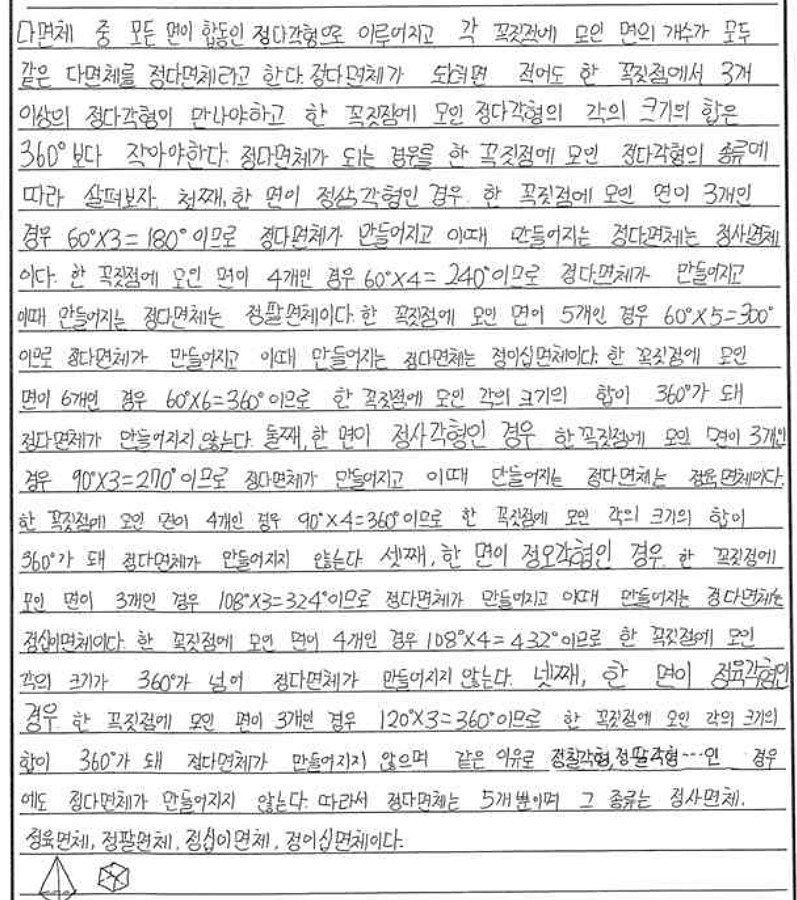 다면체 중 모든 면이 합동인 정다각형으로 이루어지고 각 꼭짓점에 모인 면의 개수가 모두
같은 다면체를 정다면체라고 한다. 정다면체가 되려면 적어도 한 꼭짓점에서 3개
이상의 정다각형이 만나야하고 한 꼭짓점에 모인 정다각형의 각의 크기의 합은
360°보다 작아야한다. 정다면체가 되는 경우를 한 꼭짓점에 모인 정다각형의 종류에
따라 살펴보자. 첫째, 한 면이 정삼각형인 경우. 한 꼭짓점에 모인 면이 3개인
경우 60°X3=180°이므로 정다면체가 만들어지고 이때 만들어지는 정다면체는 정사면체
이다. 한 꼭짓점에 모인 면이 4개인 경우 60°X4=240°이므로 정다면체가 만들어지고
이때 만들어지는 정다면체는 정팔면체이다. 한 꼭짓점에 모인 면이 5개인 경우 60°X5=300°
이므로 정다면체가 만들어지고 이때 만들어지는 정다면체는 정이십면체이다. 한 꼭짓점에 모인
면이 6개인 경우 60°X6=360°이므로 한 꼭짓점에 모인 각의 크기의 합이 360°가 돼
정다면체가 만들어지지 않는다. 둘째, 한 면이 정사각형인 경우 한 꼭짓점에 모인 면이 3개인
경우 90°X3=270°이므로 정다면체가 만들어지고 이때 만들어지는 정다면체는 정육면체이다.
한 꼭짓점에 모인 면이 4개인 경우 90°X4=360°이므로 한 꼭짓점에 모인 각의 크기의 합이
360°가 돼 정다면체가 만들어지지 않는다. 셋째, 한 면이 정오각형인 경우. 한 꼭짓점에
모인 면이 3개인 경우 108°X3=324°이므로 정다면체가 만들어지고 이때 만들어지는 정다면체는
정십이면체이다. 한 꼭짓점에 모인 면이 4개인 경우 108°X4=432°이므로 한 꼭짓점에 모인
각의 크기가 360°가 넘어 정다면체가 만들어지지 않는다. 넷째, 한 면이 정육각형인
경우 한 꼭짓점에 모인 면이 3개인 경우 120°X3=360°이므로 한 꼭짓점에 모인 각의 크기의
합이 360°가 돼 정다면체가 만들어지지 않으며 같은 이유로 정칠각형, 정팔각형…인 경우
에도 정다면체가 만들어지지 않는다. 따라서 정다면체는 5개뿐이며 그 종류는 정사면체,
정육면체, 정팔면체, 정십이면체, 정이십면체이다.